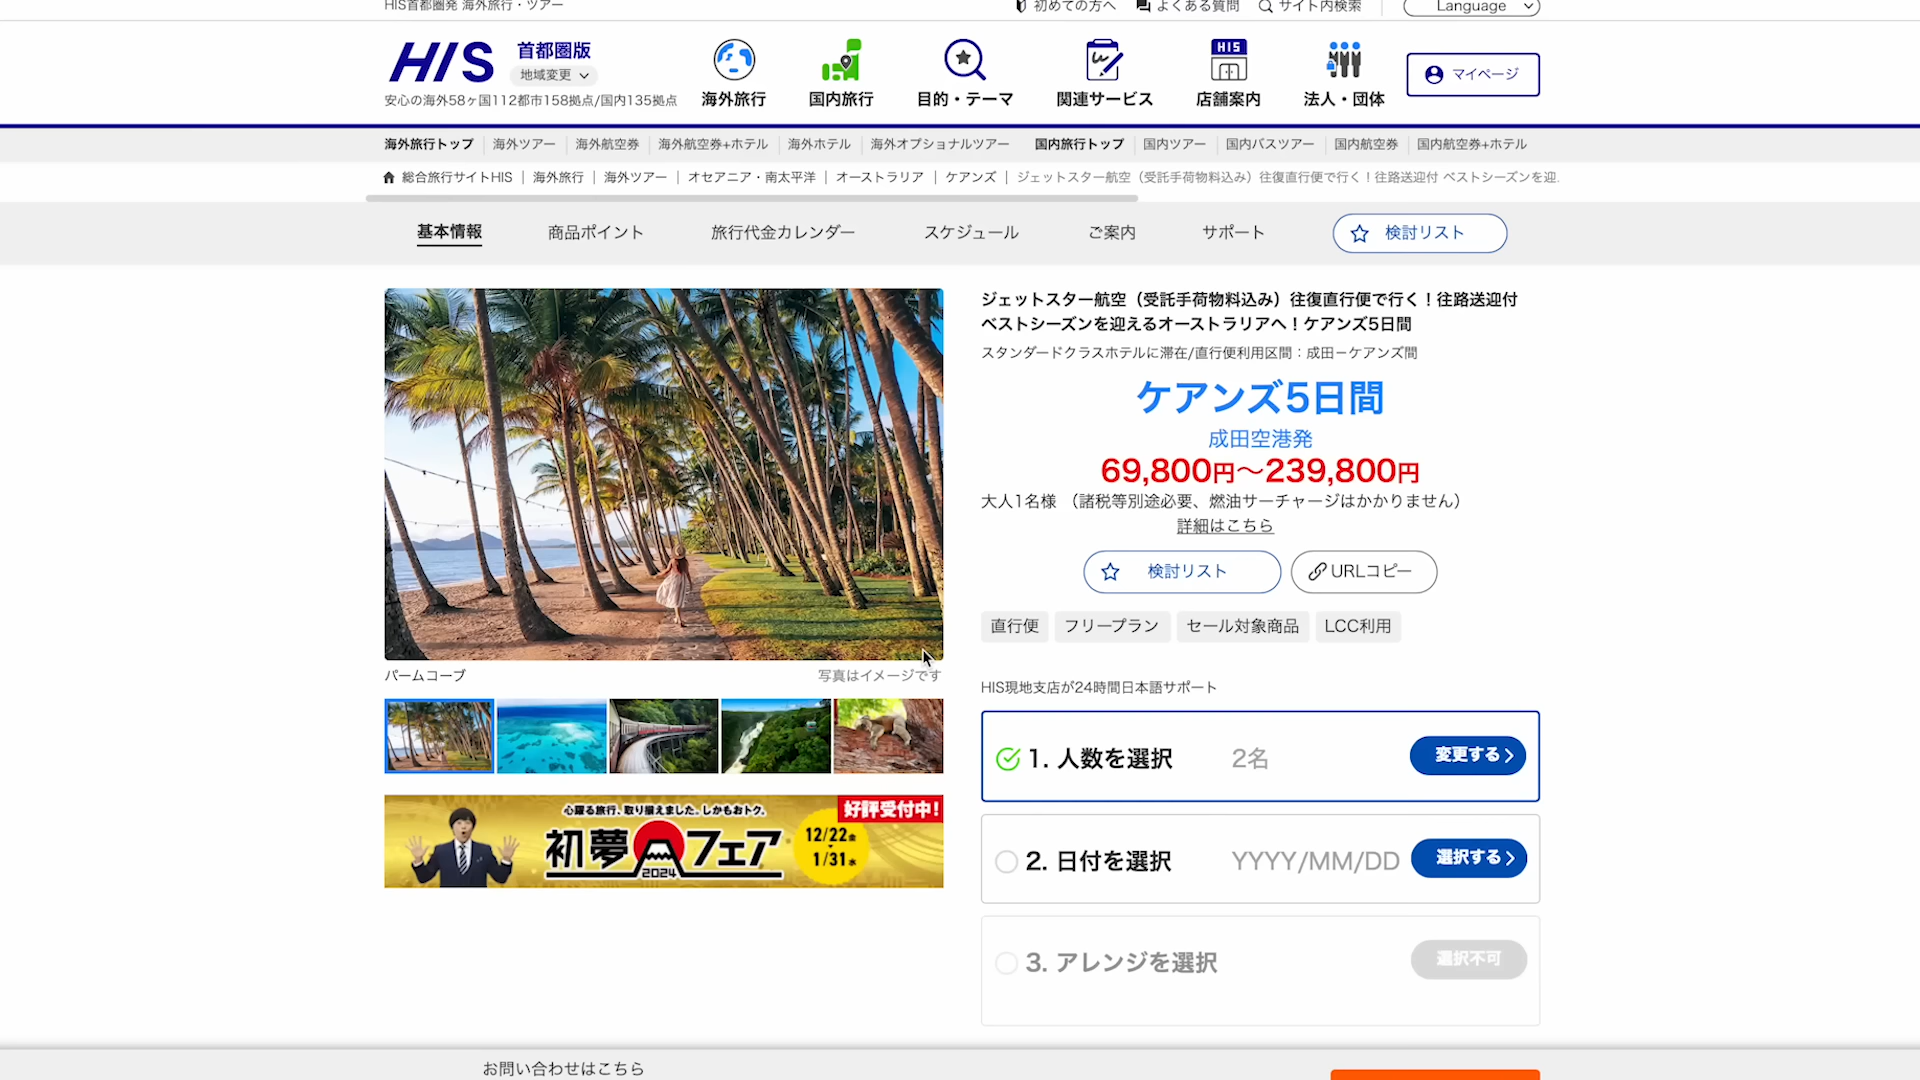 HIS首都圏発 海外旅行・ツアー
初めての方へ
よくある質問
サイト内検索
Language
HIS
首都圏版
地域変更
安心の海外58ヶ国112都市158拠点/国内135拠点
海外旅行
国内旅行
目的・テーマ
関連サービス
HIS
店舗案内
法人・団体
マイページ
海外旅行トップ
海外ツアー
海外航空券
海外航空券+ホテル
海外ホテル
海外オプショナルツアー
国内旅行トップ
国内ツアー
国内バスツアー
国内航空券
国内航空券+ホテル
総合旅行サイトHIS | 海外旅行 | 海外ツアー | オセアニア・南太平洋 | オーストラリア | ケアンズ | ジェットスター航空（受託手荷物料込み）往復直行便で行く！往路送迎付 ベストシーズンを迎.
基本情報
商品ポイント
旅行代金カレンダー
スケジュール
ご案内
サポート
検討リスト
ジェットスター航空（受託手荷物料込み）往復直行便で行く！往路送迎付
ベストシーズンを迎えるオーストラリアへ！ケアンズ5日間
スタンダードクラスホテルに滞在/直行便利用区間：成田－ケアンズ間
ケアンズ5日間
成田空港発
69,800円～239,800円
大人1名様 （諸税等別途必要、燃油サーチャージはかかりません）
詳細はこちら
検討リスト
URLコピー
直行便
フリープラン
セール対象商品
LCC利用
パームコーブ
写真はイメージです
HIS現地支店が24時間日本語サポート
1. 人数を選択
2名
変更する
2. 日付を選択
YYYY/MM/DD
選択する
3. アレンジを選択
選択不可
心躍る旅行、取り揃えました。しかもおトク。
好評受付中!
初夢フェア
2024
12/22金
1/31水
お問い合わせはこちら